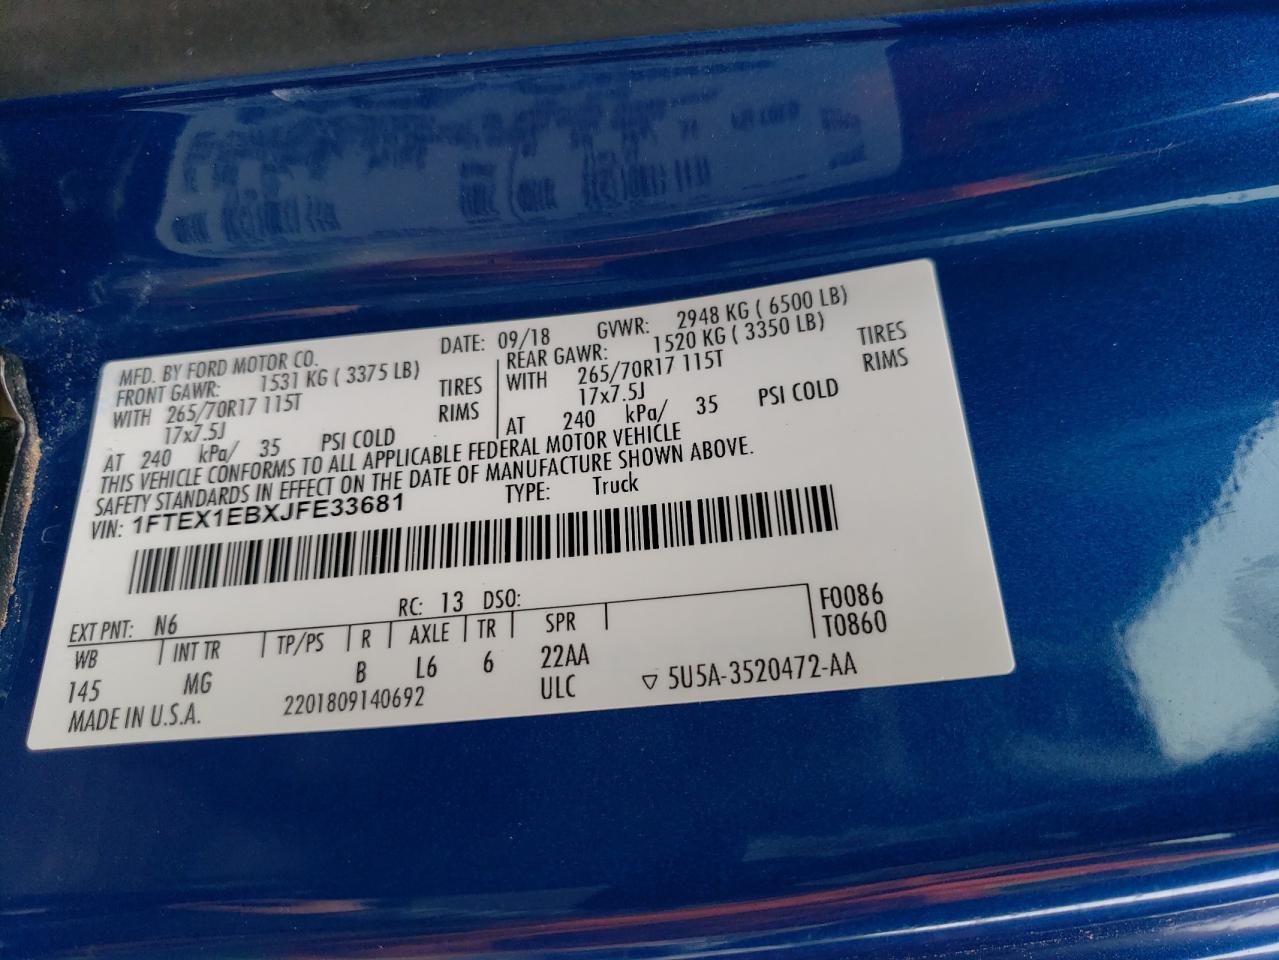 MFD. BY FORD MOTOR CO. DATE: 09/18 GVWR: 2948 KG ( 6500 LB)
FRONT GAWR: 1531 KG ( 3375 LB) REAR GAWR: 1520 KG ( 3350 LB)
WITH 265/70R17 115T TIRES WITH 265/70R17 115T TIRES
17x7.5J RIMS 17x7.5J RIMS
AT 240 kPa/ 35 PSI COLD AT 240 kPa/ 35 PSI COLD
THIS VEHICLE CONFORMS TO ALL APPLICABLE FEDERAL MOTOR VEHICLE
SAFETY STANDARDS IN EFFECT ON THE DATE OF MANUFACTURE SHOWN ABOVE.
VIN: 1FTEX1EBXJFE33681 TYPE: Truck
EXT PNT: N6 RC: 13 DSO: F0086
WB INT TR TP/PS R AXLE TR SPR T0860
145 MG B L6 6 22AA
MADE IN U.S.A. 2201809140692 ULC ▽ 5U5A-3520472-AA